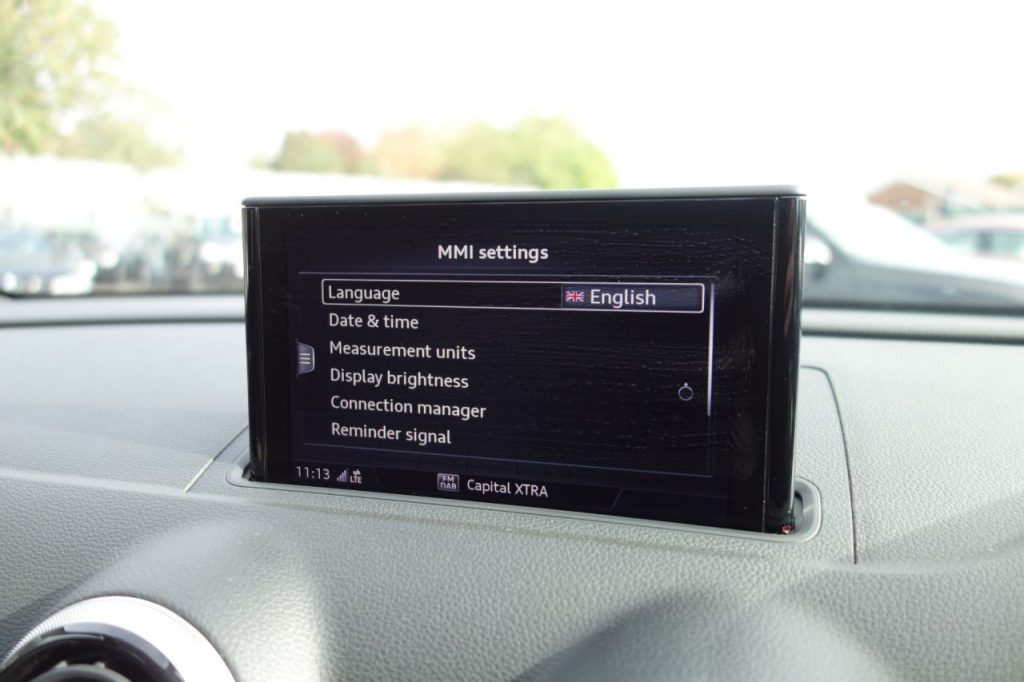 MMI settings
Language English
Date & time
Measurement units
Display brightness
Connection manager
Reminder signal
11:13 LTE FM DAB Capital XTRA